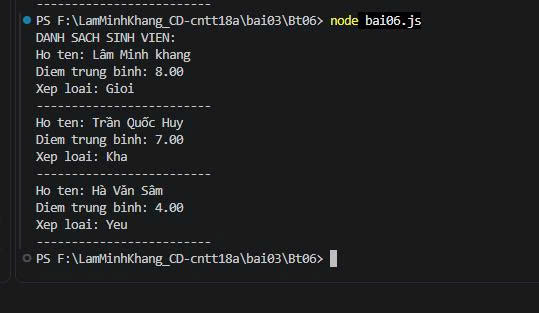 -------------------------
PS F:\LamMinhKhang_CD-cntt18a\bai03\Bt06> node bai06.js
DANH SACH SINH VIEN:
Ho ten: Lâm Minh khang
Diem trung binh: 8.00
Xep loai: Gioi
-------------------------
Ho ten: Trần Quốc Huy
Diem trung binh: 7.00
Xep loai: Kha
-------------------------
Ho ten: Hà Văn Sâm
Diem trung binh: 4.00
Xep loai: Yeu
-------------------------
PS F:\LamMinhKhang_CD-cntt18a\bai03\Bt06>